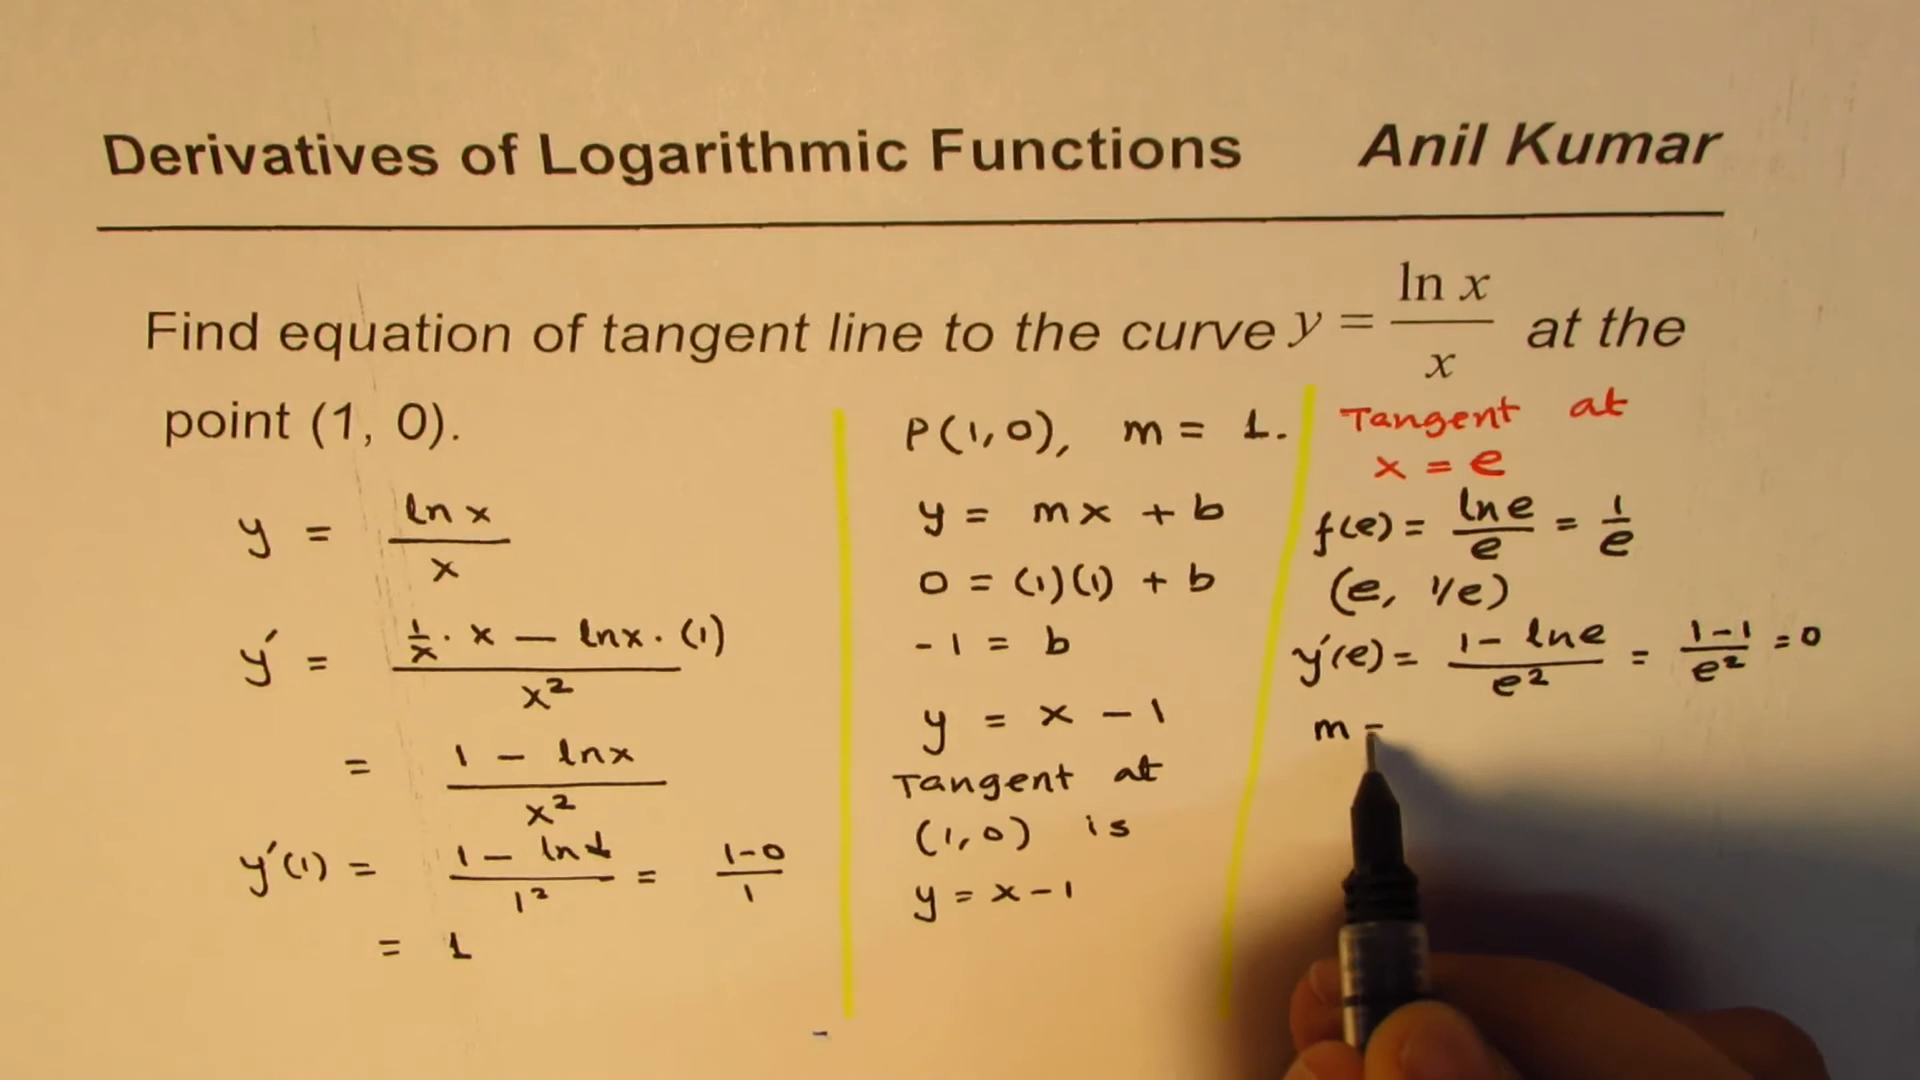 Derivatives of Logarithmic Functions Anil Kumar
Find equation of tangent line to the curve y = ln x / x at the
point (1, 0).
y = ln x / x
y′ = 1/x · x — ln x · (1) / x²
= 1 - ln x / x²
y′(1) = 1 - ln 1 / 1² = 1-0 / 1
= 1
P(1,0), m = 1.
y = mx + b
0 = (1)(1) + b
-1 = b
y = x - 1
Tangent at
(1,0) is
y = x - 1
Tangent at
x = e
f(e) = ln e / e = 1/e
(e, 1/e)
y′(e) = 1 - ln e / e² = 1-1 / e² = 0
m =